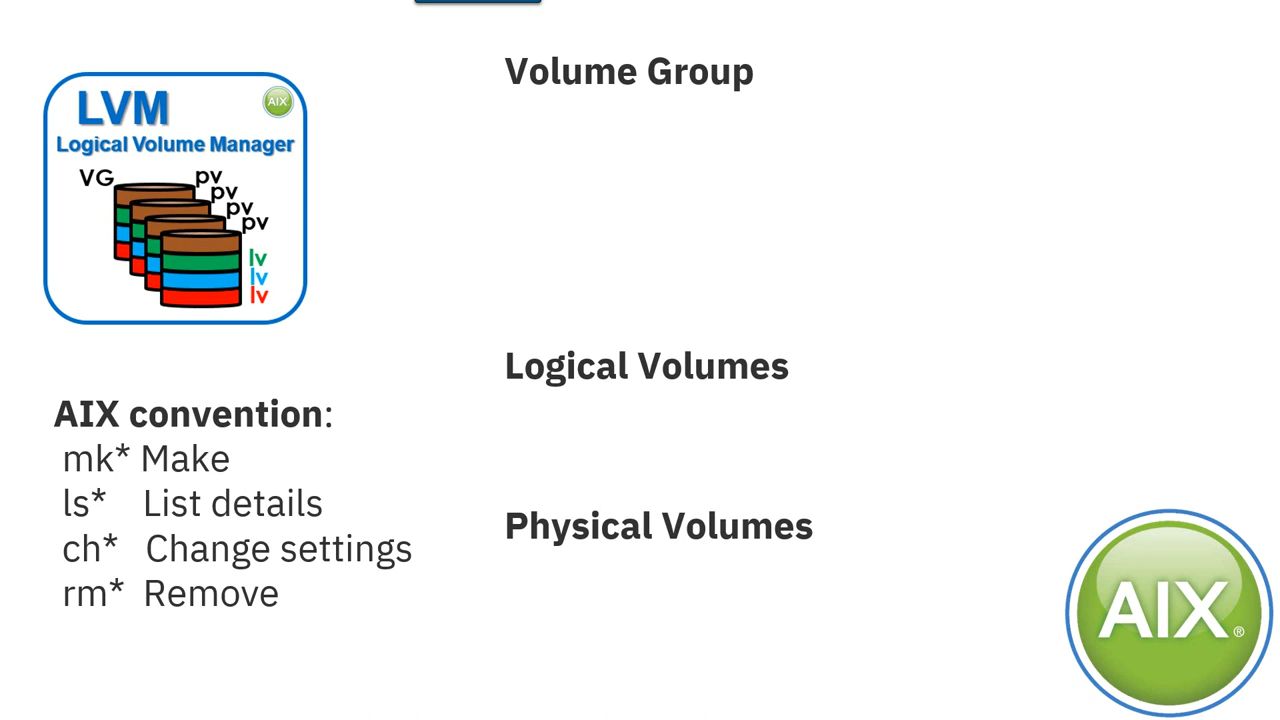 LVM
AIX
Logical Volume Manager
VG
pv
pv
pv
pv
lv
lv
lv
AIX convention:
mk* Make
ls* List details
ch* Change settings
rm* Remove
Volume Group
Logical Volumes
Physical Volumes
AIX®